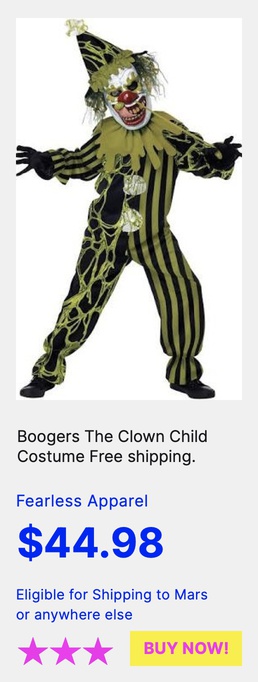 Boogers The Clown Child
Costume Free shipping.
Fearless Apparel
$44.98
Eligible for Shipping to Mars
or anywhere else
BUY NOW!